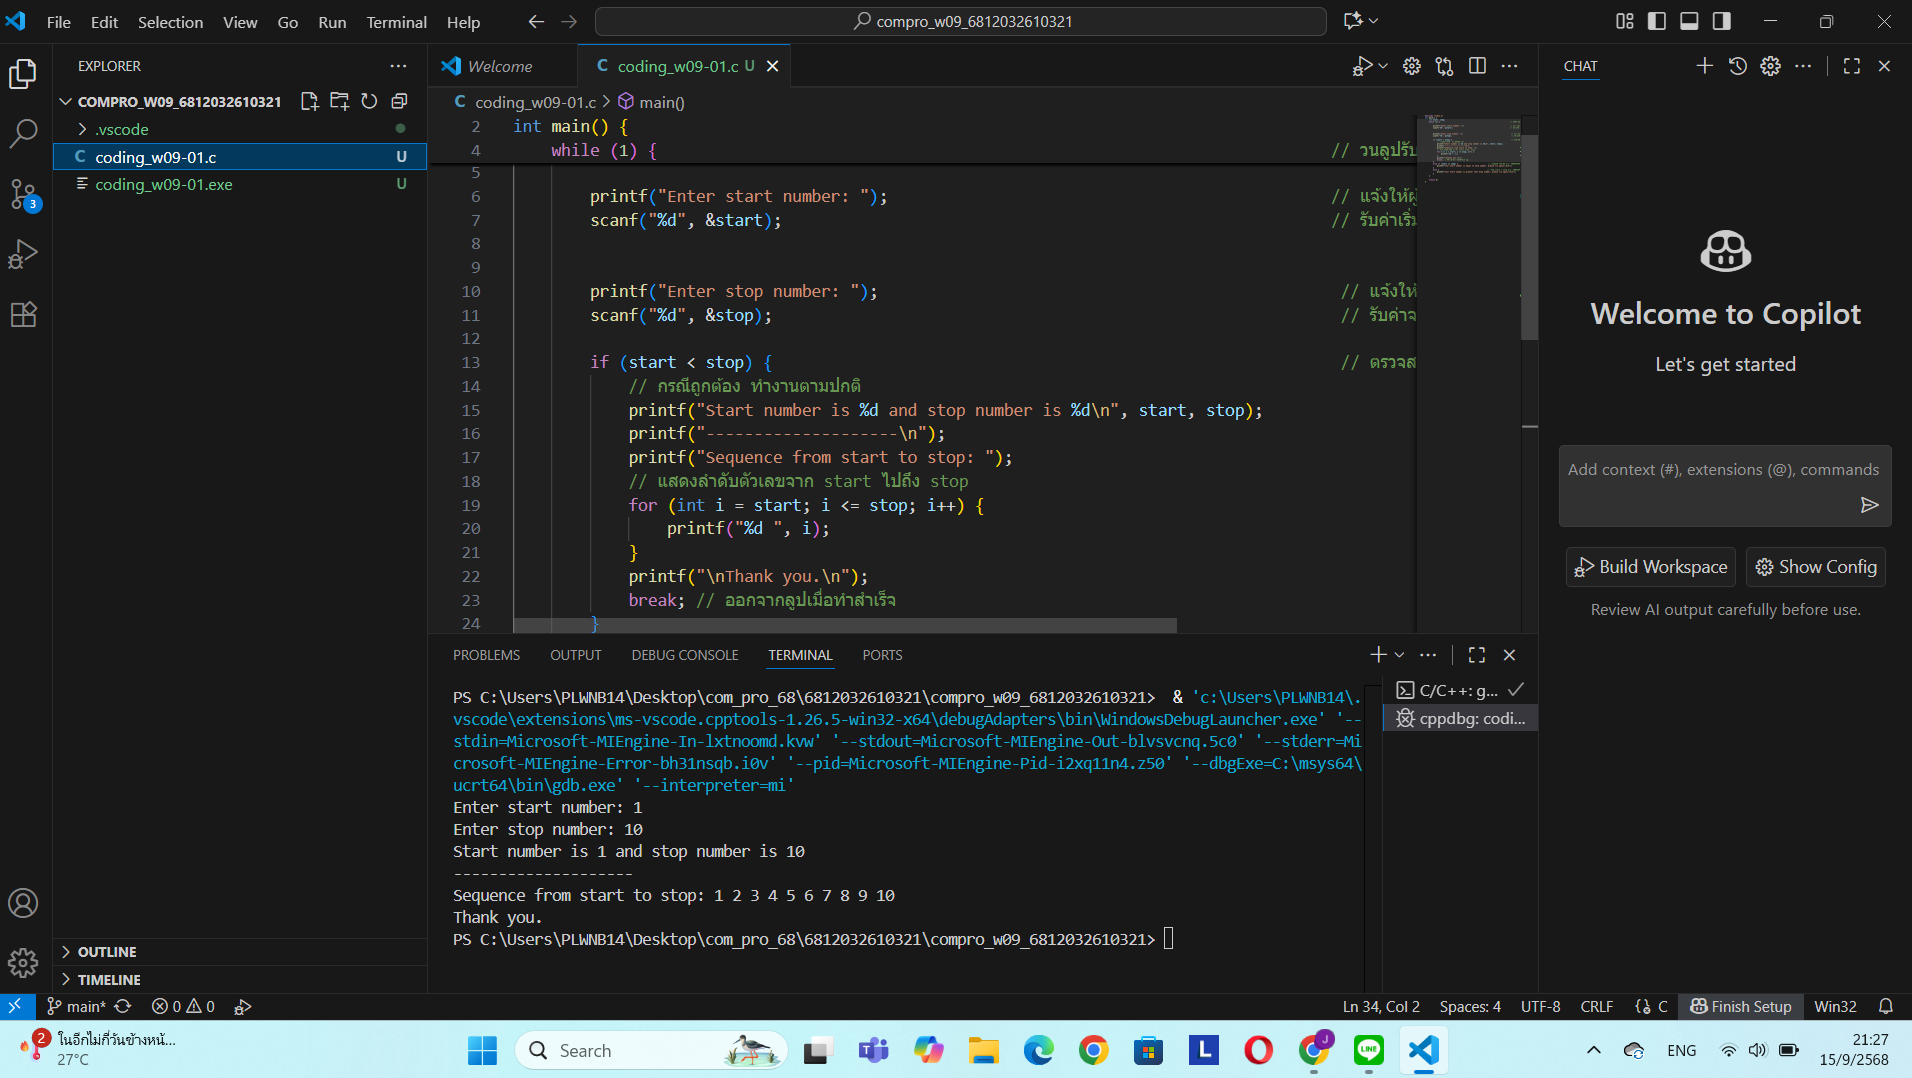 File Edit Selection View Go Run Terminal Help
compro_w09_6812032610321
EXPLORER
COMPRO_W09_6812032610321
.vscode
coding_w09-01.c U
coding_w09-01.exe U
3
OUTLINE
TIMELINE
Welcome
C coding_w09-01.c U
C coding_w09-01.c > main()
2 int main() {
4 while (1) { // วนลูปรับ
5
6 printf("Enter start number: "); // แจ้งให้ผู้
7 scanf("%d", &start); // รับค่าเริ่ม
8
9
10 printf("Enter stop number: "); // แจ้งให้
11 scanf("%d", &stop); // รับค่าจ
12
13 if (start < stop) { // ตรวจส
14 // กรณีถูกต้อง ทำงานตามปกติ
15 printf("Start number is %d and stop number is %d\n", start, stop);
16 printf("--------------------\n");
17 printf("Sequence from start to stop: ");
18 // แสดงลำดับตัวเลขจาก start ไปถึง stop
19 for (int i = start; i <= stop; i++) {
20 printf("%d ", i);
21 }
22 printf("\nThank you.\n");
23 break; // ออกจากลูปเมื่อทำสำเร็จ
24 }
PROBLEMS OUTPUT DEBUG CONSOLE TERMINAL PORTS
PS C:\Users\PLWNB14\Desktop\com_pro_68\6812032610321\compro_w09_6812032610321> & 'c:\Users\PLWNB14\.
vscode\extensions\ms-vscode.cpptools-1.26.5-win32-x64\debugAdapters\bin\WindowsDebugLauncher.exe' '--
stdin=Microsoft-MIEngine-In-lxtnoomd.kvw' '--stdout=Microsoft-MIEngine-Out-blvsvcnq.5c0' '--stderr=Mi
crosoft-MIEngine-Error-bh31nsqb.i0v' '--pid=Microsoft-MIEngine-Pid-i2xq11n4.z50' '--dbgExe=C:\msys64\
ucrt64\bin\gdb.exe' '--interpreter=mi'
Enter start number: 1
Enter stop number: 10
Start number is 1 and stop number is 10
--------------------
Sequence from start to stop: 1 2 3 4 5 6 7 8 9 10
Thank you.
PS C:\Users\PLWNB14\Desktop\com_pro_68\6812032610321\compro_w09_6812032610321>
C/C++: g...
cppdbg: codi...
CHAT
Welcome to Copilot
Let's get started
Add context (#), extensions (@), commands
Build Workspace Show Config
Review AI output carefully before use.
main* 0 0
Ln 34, Col 2 Spaces: 4 UTF-8 CRLF C Finish Setup Win32
2
ในอีกไม่กี่วันข้างหน้...
27°C
Search
ENG
21:27
15/9/2568